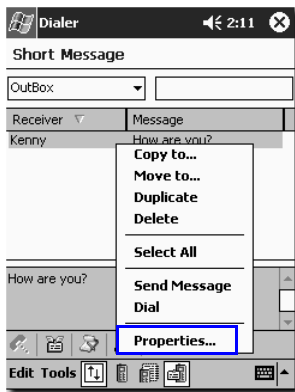 Dialer 2:11
Short Message
OutBox
Receiver Message
Kenny How are you?
Copy to...
Move to...
Duplicate
Delete
Select All
Send Message
Dial
Properties...
How are you?
Edit Tools